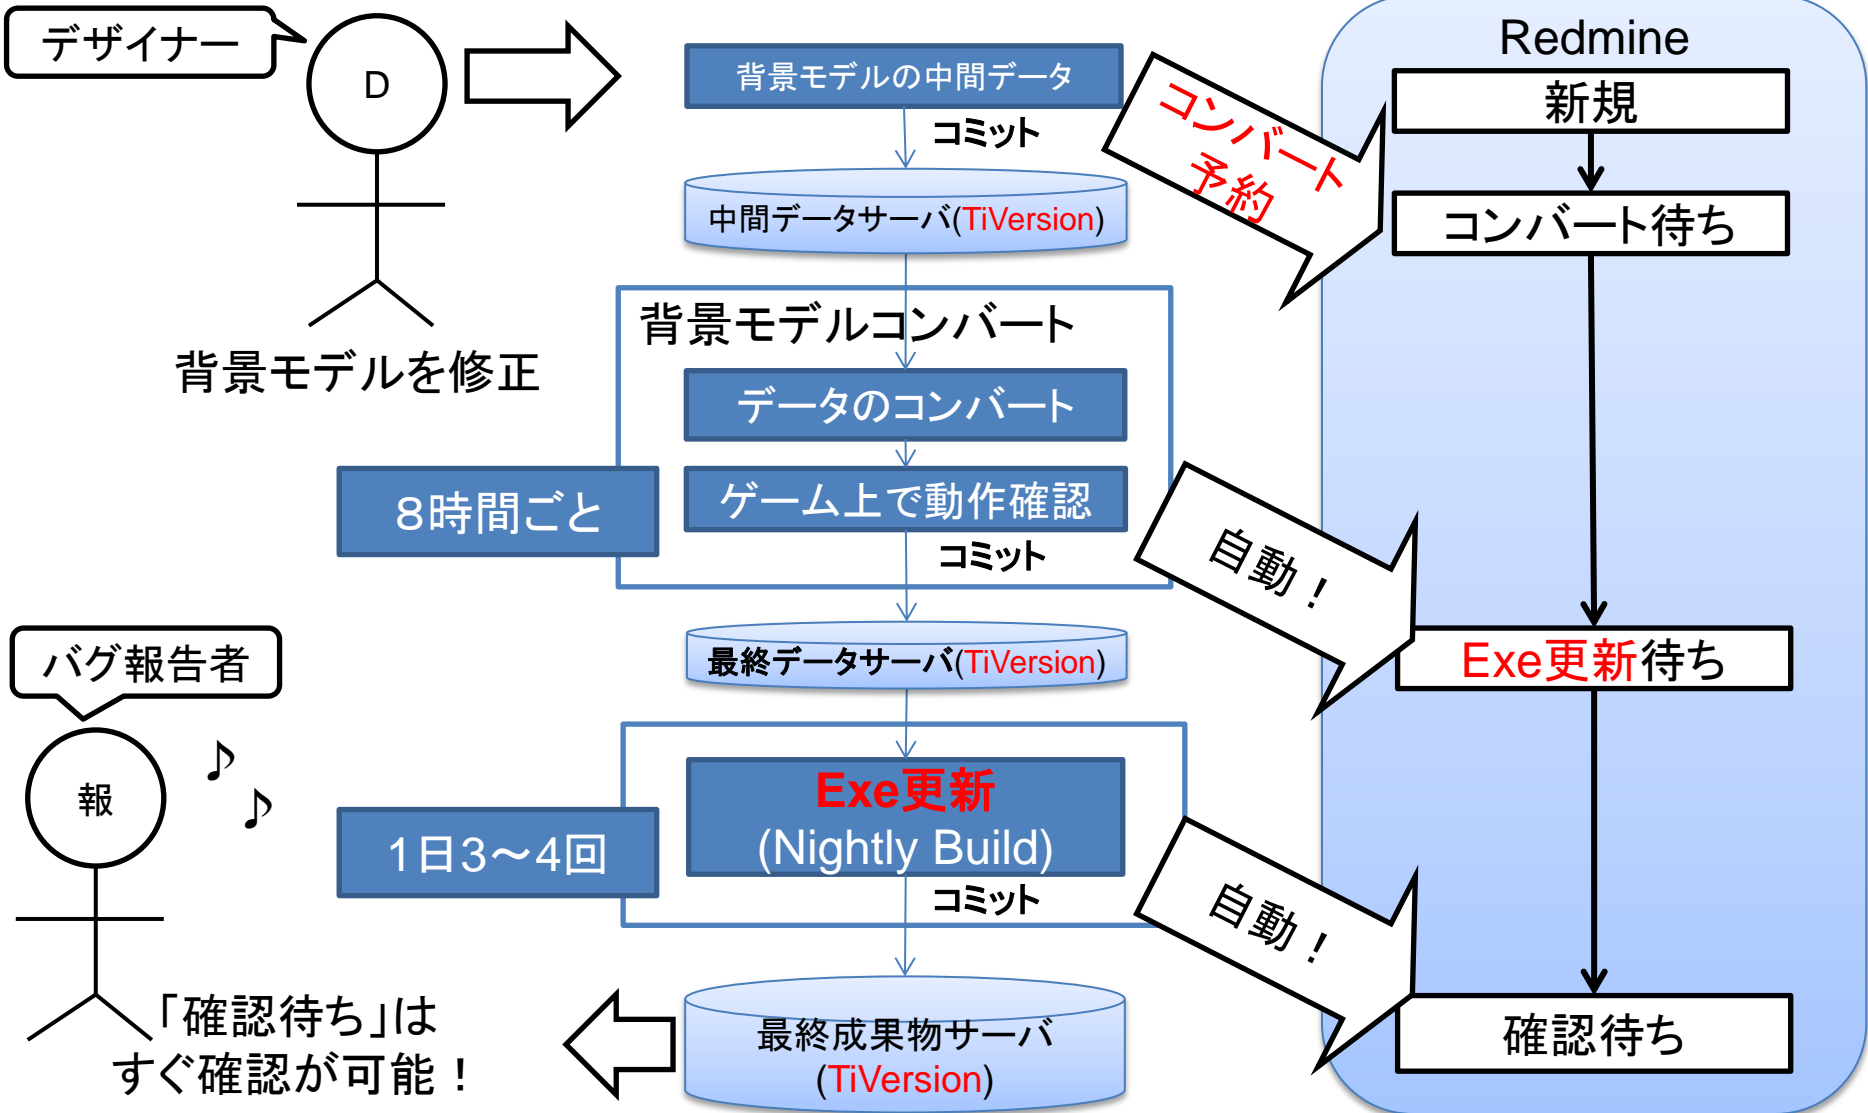 デザイナー
D
背景モデルを修正
背景モデルの中間データ
コミット
中間データサーバ(TiVersion)
背景モデルコンバート
データのコンバート
ゲーム上で動作確認
8時間ごと
コミット
最終データサーバ(TiVersion)
Exe更新
(Nightly Build)
1日3～4回
コミット
最終成果物サーバ
(TiVersion)
バグ報告者
報
♪
♪
「確認待ち」は
すぐ確認が可能！
コンバート
予約
自動！
自動！
Redmine
新規
コンバート待ち
Exe更新待ち
確認待ち